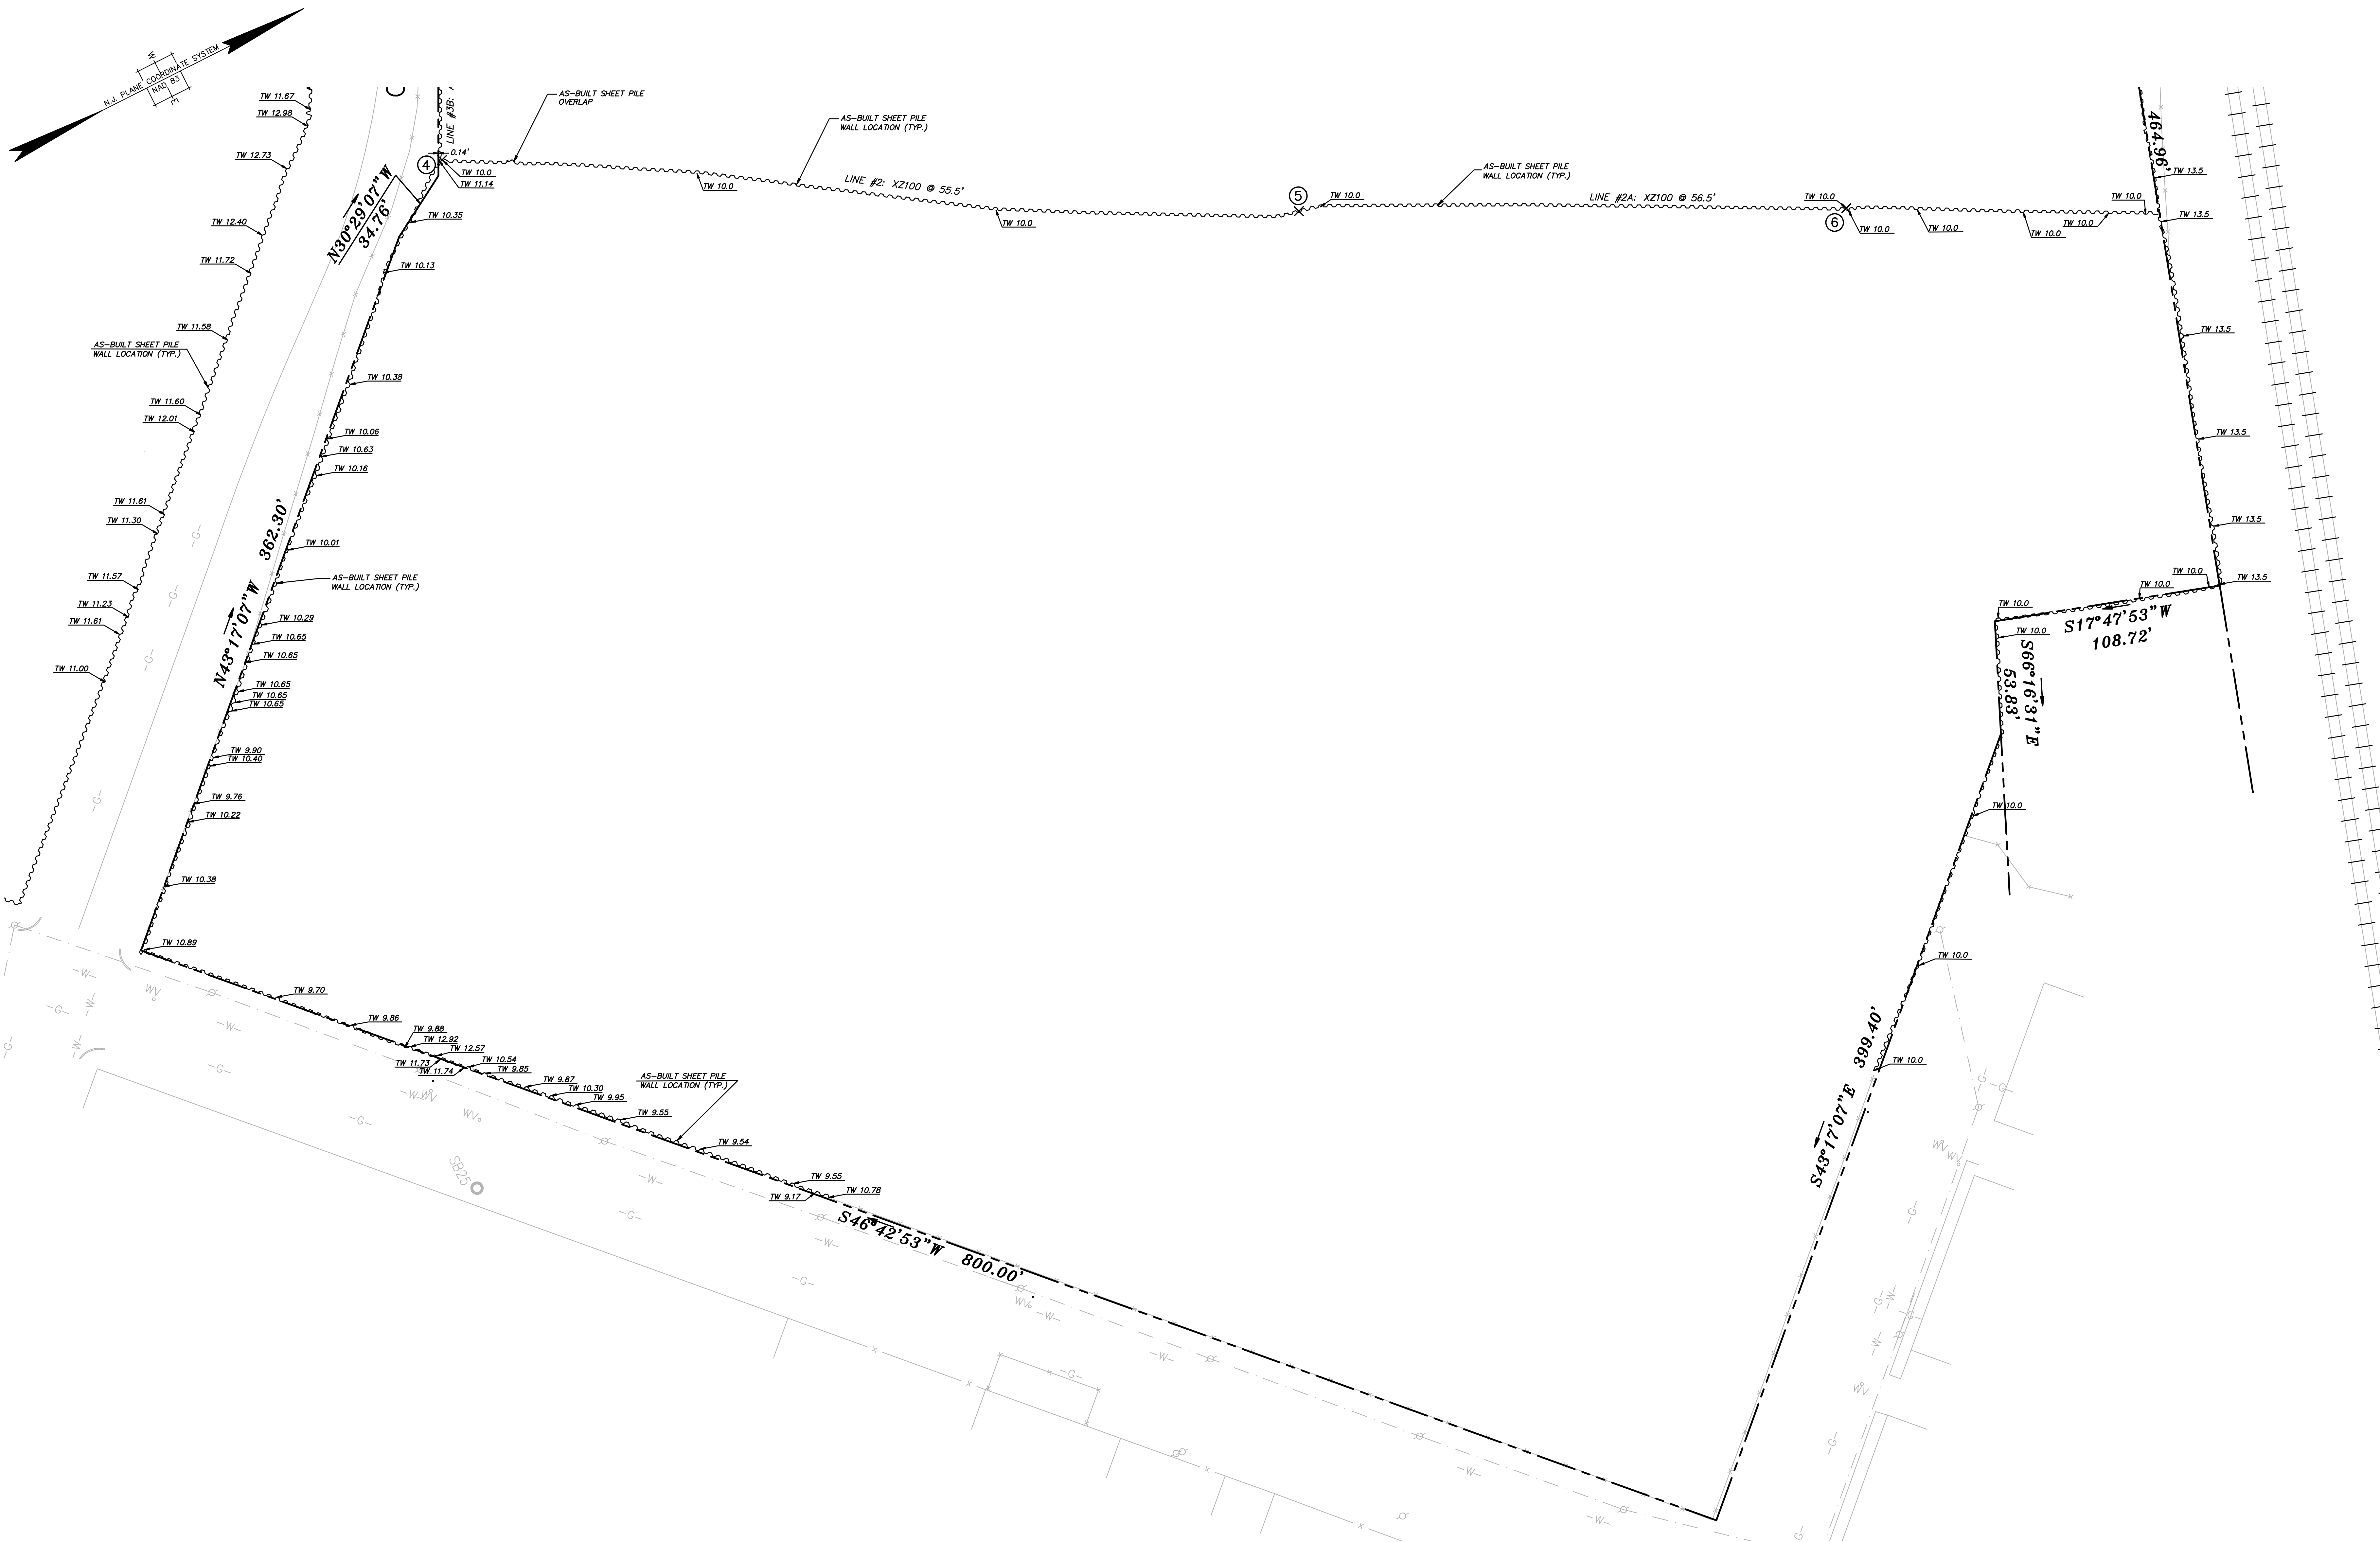 W
N.J. PLANE COORDINATE SYSTEM
NAD 83
E
TW 11.67
TW 12.98
TW 12.73
TW 12.40
TW 11.72
TW 11.58
AS-BUILT SHEET PILE
WALL LOCATION (TYP.)
TW 11.60
TW 12.01
TW 11.61
TW 11.30
TW 11.57
TW 11.23
TW 11.61
TW 11.00
LINE #3B:
AS-BUILT SHEET PILE
OVERLAP
0.14'
4
TW 10.0
TW 11.14
N30°29'07"W
34.76'
TW 10.35
TW 10.13
TW 10.38
TW 10.06
TW 10.63
TW 10.16
N43°17'07"W 362.30'
TW 10.01
AS-BUILT SHEET PILE
WALL LOCATION (TYP.)
TW 10.29
TW 10.65
TW 10.65
TW 10.65
TW 10.65
TW 10.65
TW 9.90
TW 10.40
TW 9.76
TW 10.22
TW 10.38
TW 10.89
AS-BUILT SHEET PILE
WALL LOCATION (TYP.)
TW 10.0
LINE #2: XZ100 @ 55.5'
TW 10.0
5
TW 10.0
AS-BUILT SHEET PILE
WALL LOCATION (TYP.)
LINE #2A: XZ100 @ 56.5'
TW 10.0
6
TW 10.0
TW 10.0
TW 10.0
TW 10.0
TW 10.0
464.96'
TW 13.5
TW 13.5
TW 13.5
TW 13.5
TW 13.5
TW 13.5
TW 10.0
TW 10.0
TW 10.0
S17°47'53"W
108.72'
TW 10.0
S66°16'31"E
53.83'
TW 10.0
TW 10.0
TW 10.0
S43°17'07"E 399.40'
TW 9.70
TW 9.86
TW 9.88
TW 12.92
TW 12.57
TW 11.73
TW 11.74
TW 10.54
TW 9.85
TW 9.87
TW 10.30
TW 9.95
AS-BUILT SHEET PILE
WALL LOCATION (TYP.)
TW 9.55
TW 9.54
TW 9.55
TW 9.17
TW 10.78
S46°42'53"W 800.00'
SB25
-G-
-G-
-G-
-G-
-W-
-G-
-W-
WV
-W-
-G-
-W-
-G-
-W-
WV
WV
-G-
-W-
-G-
-W-
-G-
WV
-W-
-W-
-G-
-W-
-W-
-G-
-G-
WV
WV
-G-
-G-
-W-
-G-
-W-
WV
-G-
G-